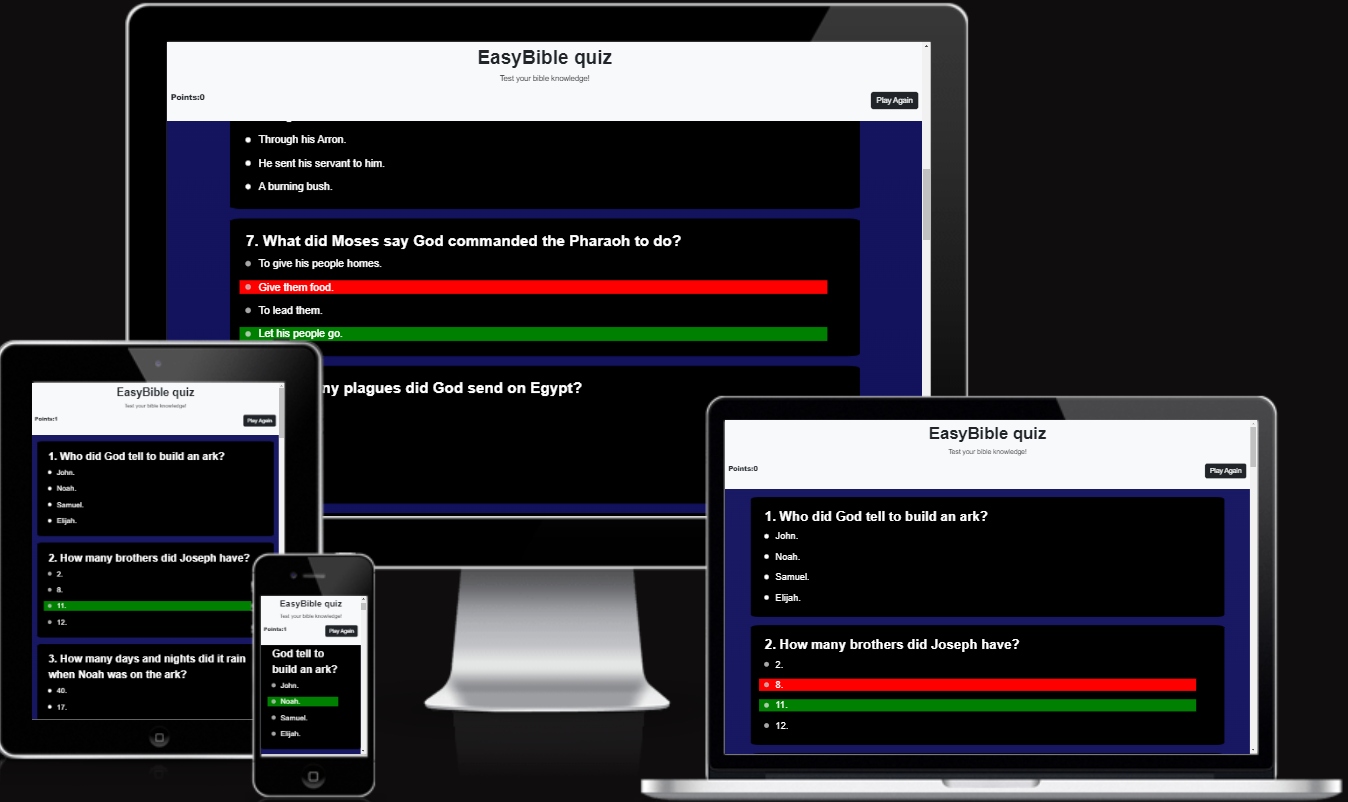 EasyBible quiz
Test your bible knowledge!
Points:0
Play Again
Through his Arron.
He sent his servant to him.
A burning bush.
7. What did Moses say God commanded the Pharaoh to do?
To give his people homes.
Give them food.
To lead them.
Let his people go.
ny plagues did God send on Egypt?
EasyBible quiz
Test your bible knowledge!
Points:1
Play Again
1. Who did God tell to build an ark?
John.
Noah.
Samuel.
Elijah.
2. How many brothers did Joseph have?
2.
8.
11.
12.
3. How many days and nights did it rain
when Noah was on the ark?
40.
17.
EasyBible quiz
Test your bible knowledge!
Points:1
Play Again
God tell to
build an ark?
John.
Noah.
Samuel.
Elijah.
EasyBible quiz
Test your bible knowledge!
Points:0
Play Again
1. Who did God tell to build an ark?
John.
Noah.
Samuel.
Elijah.
2. How many brothers did Joseph have?
2.
8.
11.
12.